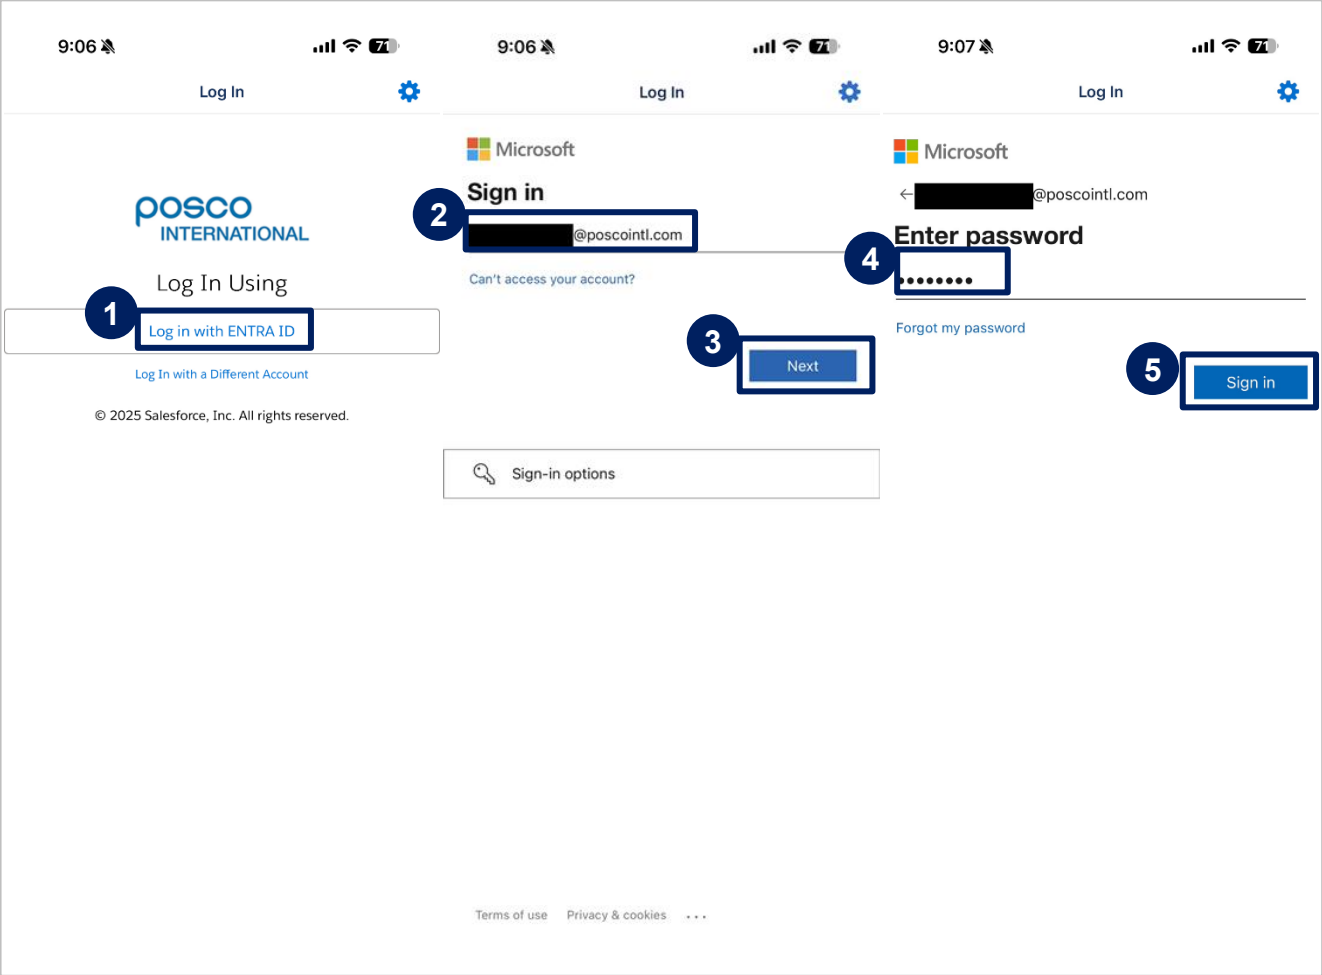 9:06
71
Log In
posco
INTERNATIONAL
Log In Using
1
Log in with ENTRA ID
Log In with a Different Account
© 2025 Salesforce, Inc. All rights reserved.
9:06
71
Log In
Microsoft
Sign in
2
@poscointl.com
Can't access your account?
3
Next
Sign-in options
Terms of use Privacy & cookies ...
9:07
71
Log In
Microsoft
@poscointl.com
Enter password
4
••••••••
Forgot my password
5
Sign in